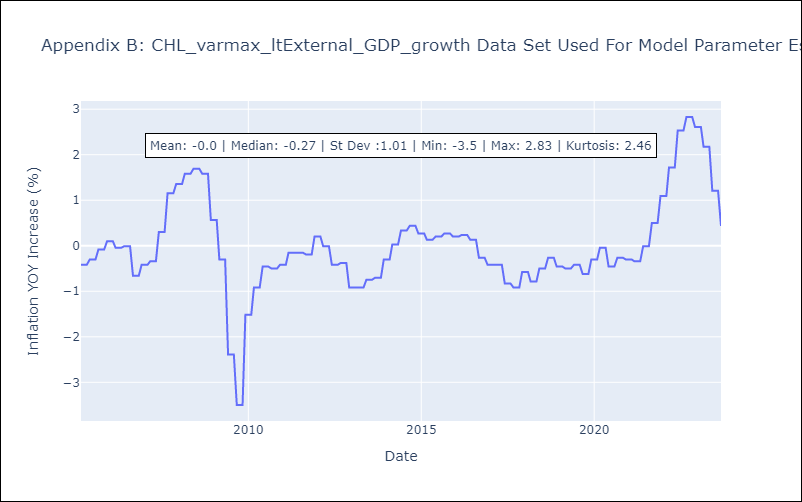 Appendix B: CHL_varmax_ltExternal_GDP_growth Data Set Used For Model Parameter Es
3
Mean: -0.0 | Median: -0.27 | St Dev :1.01 | Min: -3.5 | Max: 2.83 | Kurtosis: 2.46
2
1
0
−1
−2
−3
Inflation YOY Increase (%)
2010
2015
2020
Date